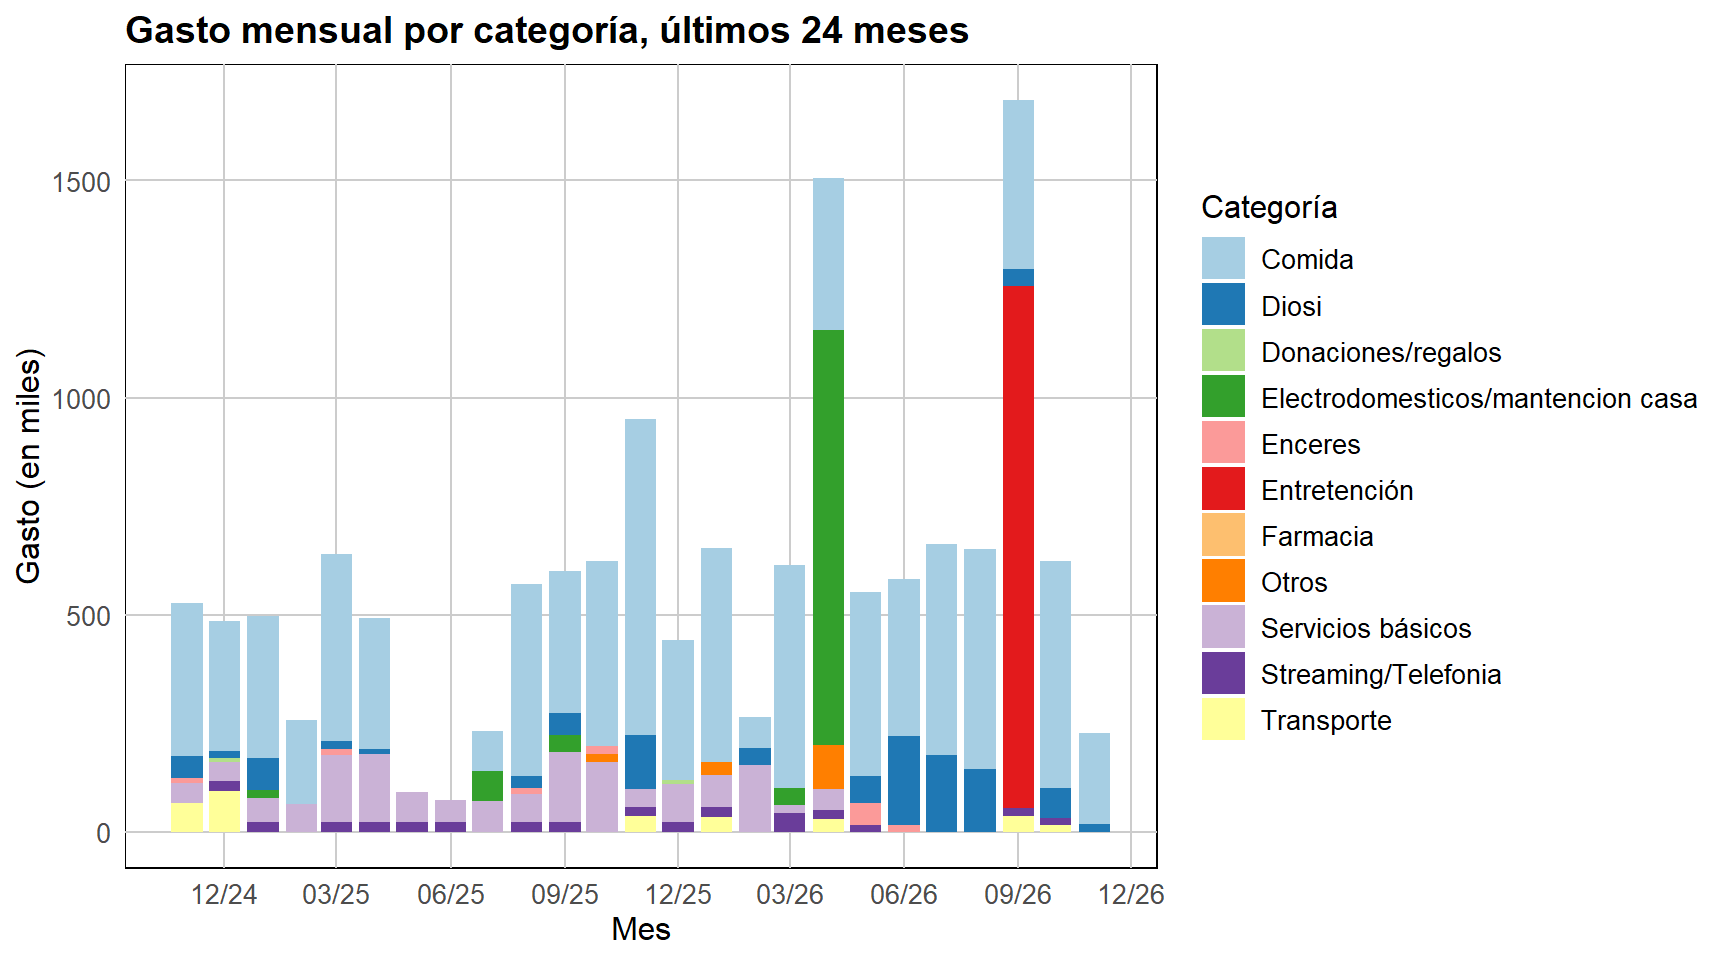 Gasto mensual por categoría, últimos 24 meses
Gasto (en miles)
1500
1000
500
0
12/24
03/25
06/25
09/25
12/25
03/26
06/26
09/26
12/26
Mes
Categoría
Comida
Diosi
Donaciones/regalos
Electrodomesticos/mantencion casa
Enceres
Entretención
Farmacia
Otros
Servicios básicos
Streaming/Telefonia
Transporte